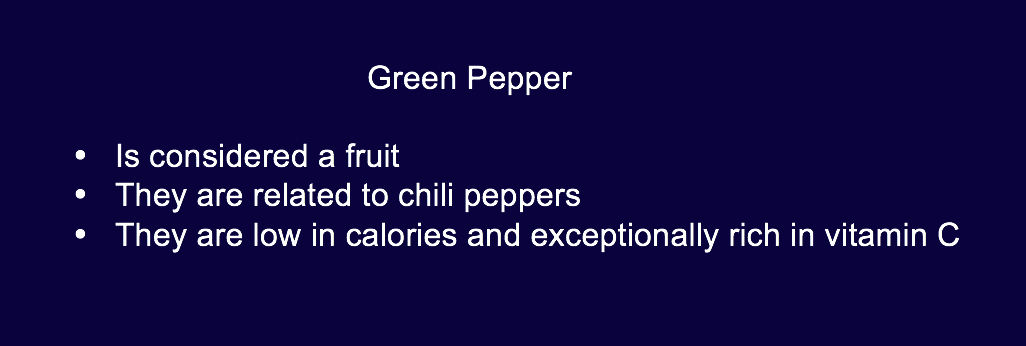 Green Pepper
• Is considered a fruit
• They are related to chili peppers
• They are low in calories and exceptionally rich in vitamin C